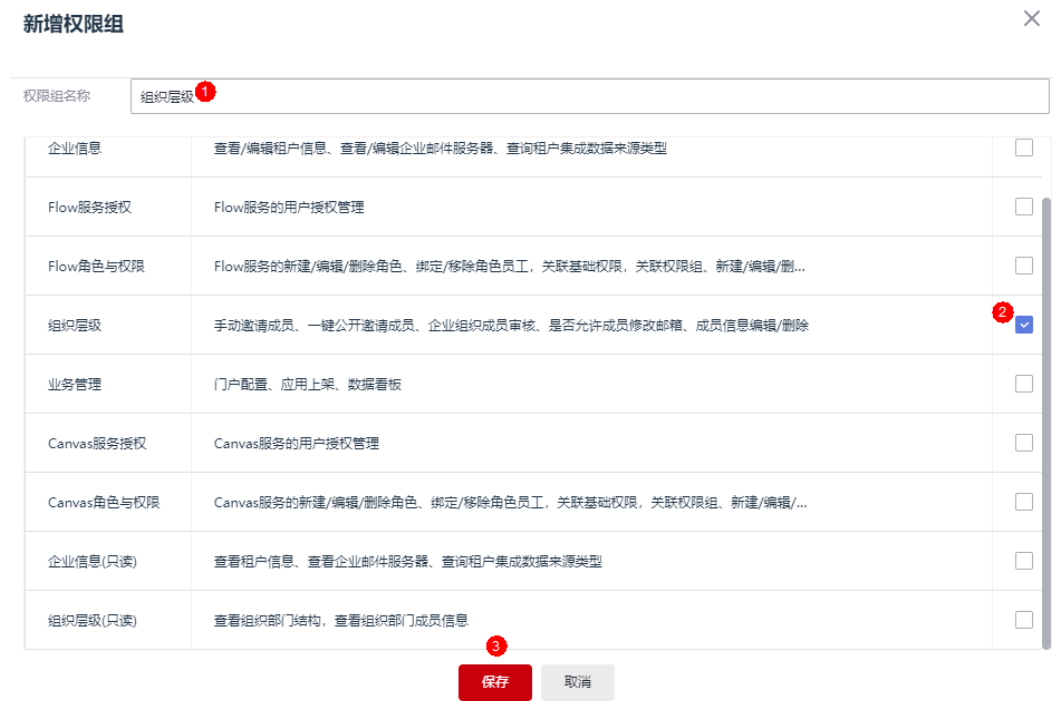 新增权限组
权限组名称 组织层级 1
企业信息 查看/编辑租户信息、查看/编辑企业邮件服务器、查询租户集成数据来源类型
Flow服务授权 Flow服务的用户授权管理
Flow角色与权限 Flow服务的新建/编辑/删除角色、绑定/移除角色员工，关联基础权限，关联权限组、新建/编辑/删...
2
组织层级 手动邀请成员、一键公开邀请成员、企业组织成员审核、是否允许成员修改邮箱、成员信息编辑/删除
业务管理 门户配置、应用上架、数据看板
Canvas服务授权 Canvas服务的用户授权管理
Canvas角色与权限 Canvas服务的新建/编辑/删除角色、绑定/移除角色员工，关联基础权限，关联权限组、新建/编辑/...
企业信息(只读) 查看租户信息、查看企业邮件服务器、查询租户集成数据来源类型
组织层级(只读) 查看组织部门结构，查看组织部门成员信息
3
保存 取消